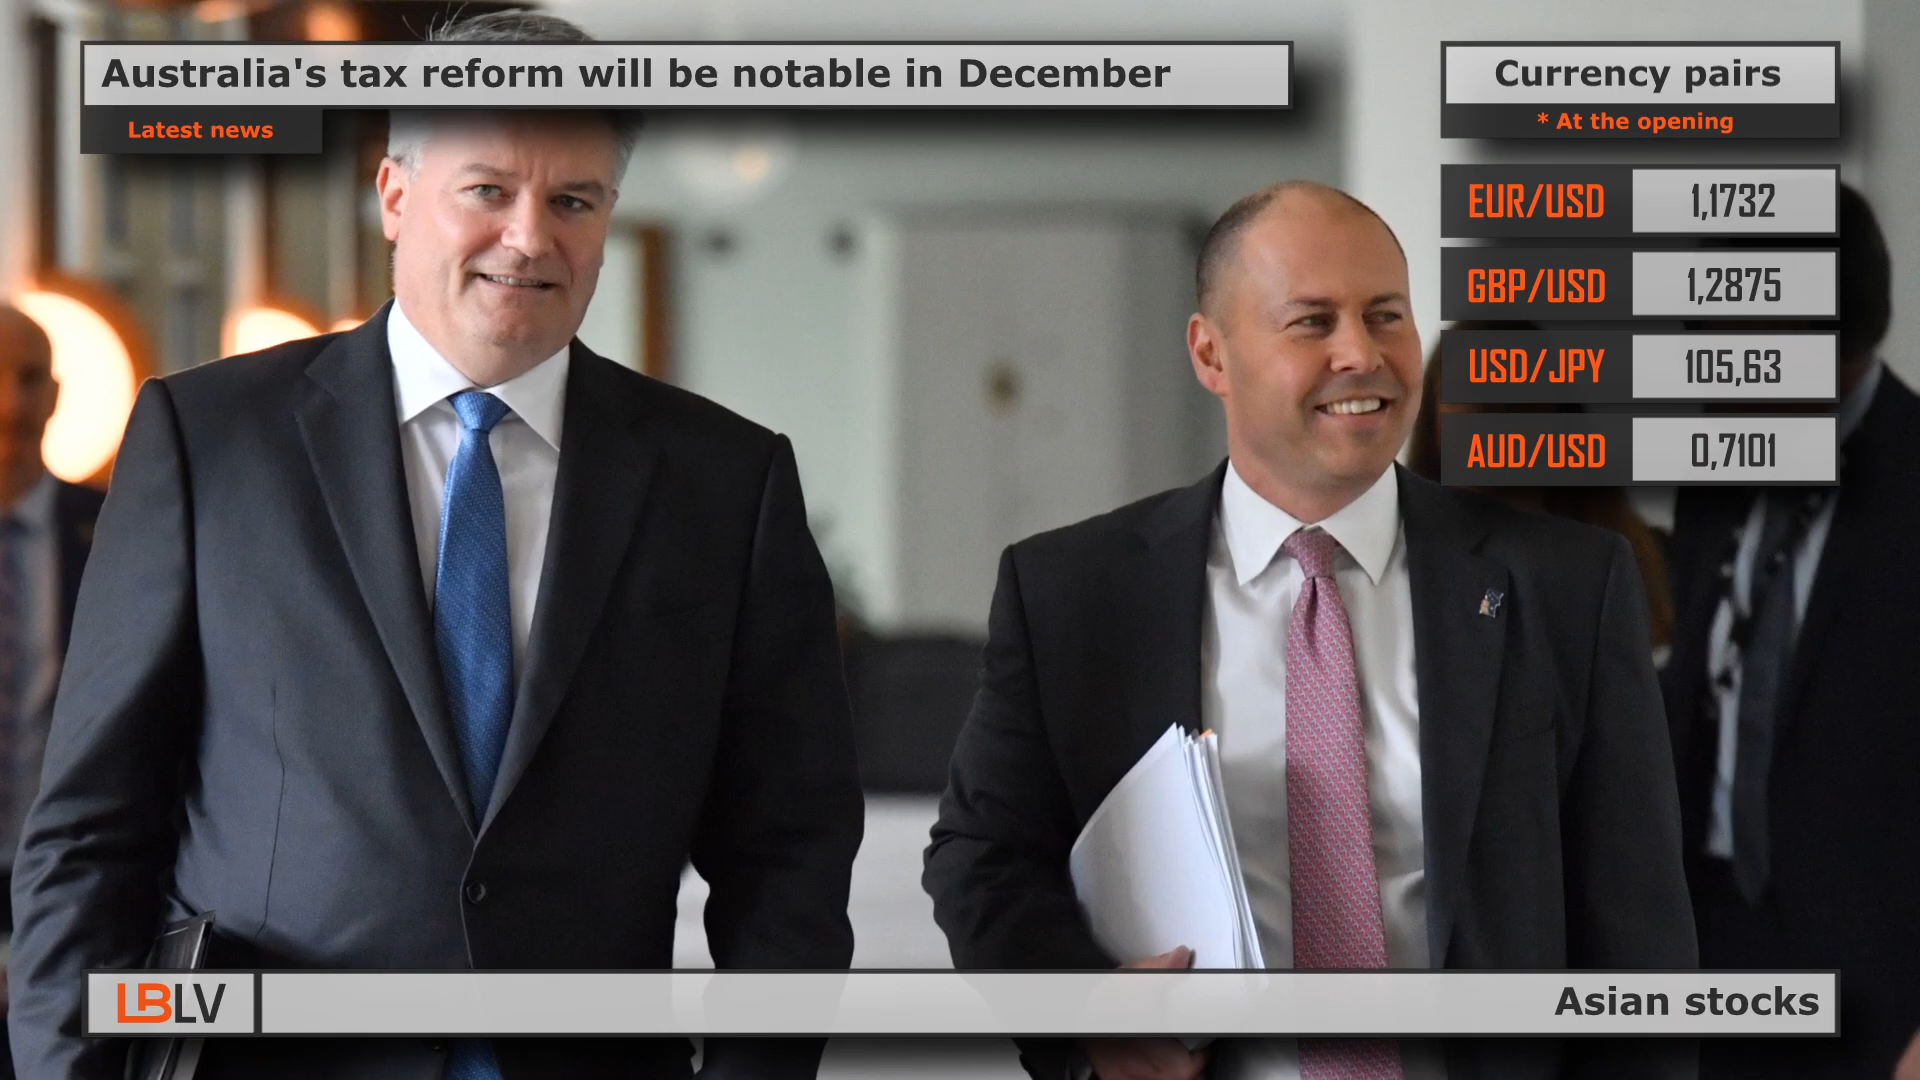 Australia's tax reform will be notable in December
Latest news
Currency pairs
* At the opening
EUR/USD 1,1732
GBP/USD 1,2875
USD/JPY 105,63
AUD/USD 0,7101
LBLV
Asian stocks